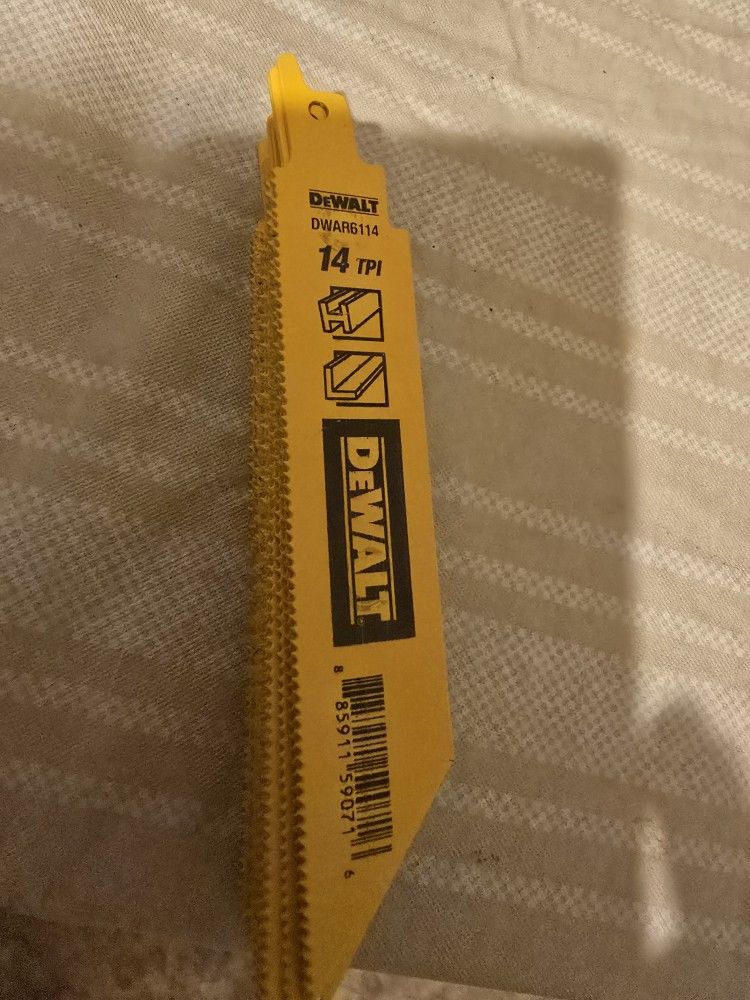 DEWALT
DWAR6114
14 TPI
DEWALT®
8 85911 59071 6